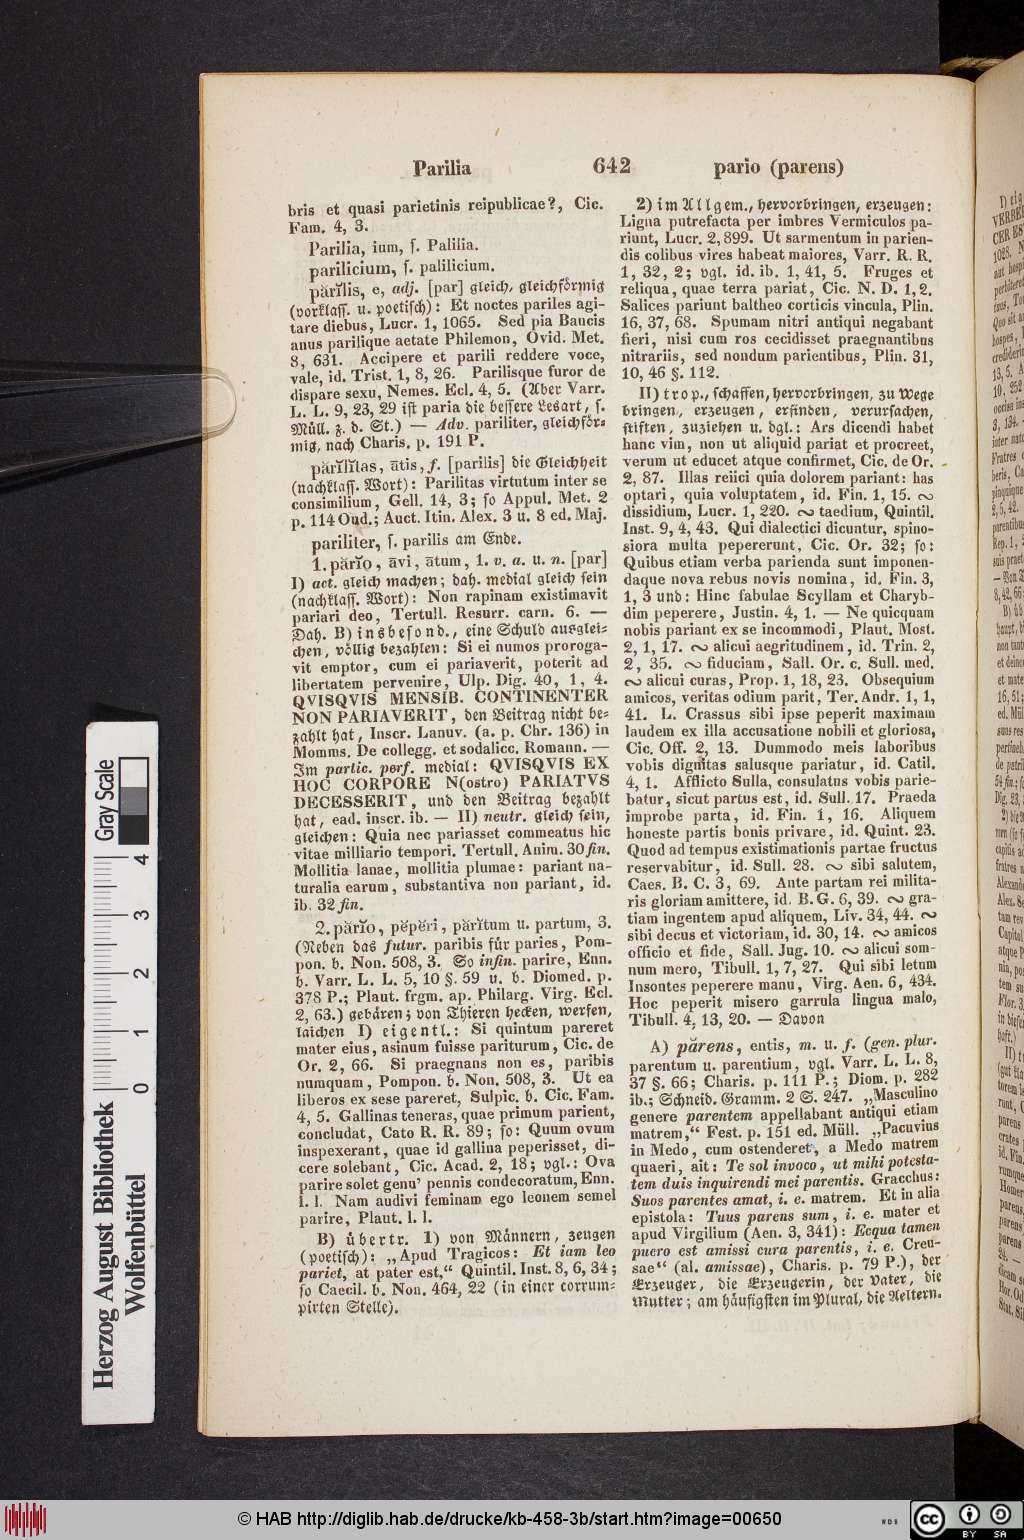 Parilia 642 pario (parens)
bris et quasi parietinis reipublicae?, Cic.
Fam. 4, 3.
Parilia, ium, ſ. Palilia.
parilicium, ſ. palilicium.
părĭlis, e, adj. [par] gleich, gleichförmig
(vorklaſſ. u. poetiſch): Et noctes pariles agi-
tare diebus, Lucr. 1, 1065. Sed pia Baucis
anus parilique aetate Philemon, Ovid. Met.
8, 631. Accipere et parili reddere voce,
vale, id. Trist. 1, 8, 26. Parilisque furor de
dispare sexu, Nemes. Ecl. 4, 5. (Über Varr.
L. L. 9, 23, 29 iſt paria die beſſere Lesart, ſ.
Müll. z. d. St.) — Adv. pariliter, gleichför-
mig, nach Charis. p. 191 P.
părĭlĭtas, ātis, f. [parilis] die Gleichheit
(nachklaſſ. Wort): Parilitas virtutum inter se
consimilium, Gell. 14, 3; ſo Appul. Met. 2
p. 114 Oud.; Auct. Itin. Alex. 3 u. 8 ed. Maj.
pariliter, ſ. parilis am Ende.
1. părĭo, āvi, ātum, 1. v. a. u. n. [par]
I) act. gleich machen; dah. medial gleich ſein
(nachklaſſ. Wort): Non rapinam existimavit
pariari deo, Tertull. Resurr. carn. 6. —
Dah. B) insbeſond., eine Schuld ausglei-
chen, völlig bezahlen: Si ei numos proroga-
vit emptor, cum ei pariaverit, poterit ad
libertatem pervenire, Ulp. Dig. 40, 1, 4.
QVISQVIS MENSIB. CONTINENTER
NON PARIAVERIT, den Beitrag nicht be-
zahlt hat, Inscr. Lanuv. (a. p. Chr. 136) in
Momms. De collegg. et sodalicc. Romann. —
Im partic. perf. medial: QVISQVIS EX
HOC CORPORE N(ostro) PARIATVS
DECESSERIT, und den Beitrag bezahlt
hat, ead. inscr. ib. — II) neutr. gleich ſein,
gleichen: Quia nec pariasset commeatus hic
vitae milliario tempori. Tertull. Anim. 30 fin.
Mollitia lanae, mollitia plumae: pariant na-
turalia earum, substantiva non pariant, id.
ib. 32 fin.
2. părĭo, pĕpĕri, părĭtum u. partum, 3.
(Neben das futur. paribis für paries, Pom-
pon. b. Non. 508, 3. So infin. parire, Enn.
b. Varr. L. L. 5, 10 §. 59 u. b. Diomed. p.
378 P.; Plaut. frgm. ap. Philarg. Virg. Ecl.
2, 63.) gebären; von Thieren hecken, werfen,
laichen I) eigentl.: Si quintum pareret
mater eius, asinum fuisse pariturum, Cic. de
Or. 2, 66. Si praegnans non es, paribis
numquam, Pompon. b. Non. 508, 3. Ut ea
liberos ex sese pareret, Sulpic. b. Cic. Fam.
4, 5. Gallinas teneras, quae primum parient,
concludat, Cato R. R. 89; ſo: Quum ovum
inspexerant, quae id gallina peperisset, di-
cere solebant, Cic. Acad. 2, 18; vgl.: Ova
parire solet genu’ pennis condecoratum, Enn.
l. l. Nam audivi feminam ego leonem semel
parire, Plaut. l. l.
B) übertr. 1) von Männern, zeugen
(poetiſch): „Apud Tragicos: Et iam leo
pariet, at pater est,“ Quintil. Inst. 8, 6, 34;
ſo Caecil. b. Non. 464, 22 (in einer corrum-
pirten Stelle).
2) im Allgem., hervorbringen, erzeugen:
Ligna putrefacta per imbres Vermiculos pa-
riunt, Lucr. 2, 899. Ut sarmentum in parien-
dis colibus vires habeat maiores, Varr. R. R.
1, 32, 2; vgl. id. ib. 1, 41, 5. Fruges et
reliqua, quae terra pariat, Cic. N. D. 1, 2.
Salices pariunt baltheo corticis vincula, Plin.
16, 37, 68. Spumam nitri antiqui negabant
fieri, nisi cum ros cecidisset praegnantibus
nitrariis, sed nondum parientibus, Plin. 31,
10, 46 §. 112.
II) trop., ſchaffen, hervorbringen, zu Wege
bringen, erzeugen, erfinden, verurſachen,
ſtiften, zuziehen u. dgl.: Ars dicendi habet
hanc vim, non ut aliquid pariat et procreet,
verum ut educet atque confirmet, Cic. de Or.
2, 87. Illas reiici quia dolorem pariat: has
optari, quia voluptatem, id. Fin. 1, 15. ∾
dissidium, Lucr. 1, 220. ∾ taedium, Quintil.
Inst. 9, 4, 43. Qui dialectici dicuntur, spino-
siora multa pepererunt, Cic. Or. 32; ſo:
Quibus etiam verba parienda sunt imponen-
daque nova rebus novis nomina, id. Fin. 3,
1, 3 und: Hinc fabulae Scyllam et Charyb-
dim peperere, Justin. 4, 1. — Ne quicquam
nobis pariant ex se incommodi, Plaut. Most.
2, 1, 17. ∾ alicui aegritudinem, id. Trin. 2,
2, 35. ∾ fiduciam, Sall. Or. c. Sull. med.
∾ alicui curas, Prop. 1, 18, 23. Obsequium
amicos, veritas odium parit, Ter. Andr. 1, 1,
41. L. Crassus sibi ipse peperit maximam
laudem ex illa accusatione nobili et gloriosa,
Cic. Off. 2, 13. Dummodo meis laboribus
vobis dignitas salusque pariatur, id. Catil.
4, 1. Afflicto Sulla, consulatus vobis parie-
batur, sicut partus est, id. Sull. 17. Praeda
improbe parta, id. Fin. 1, 16. Aliquem
honeste partis bonis privare, id. Quint. 23.
Quod ad tempus existimationis partae fructus
reservabitur, id. Sull. 28. ∾ sibi salutem,
Caes. B. C. 3, 69. Ante partam rei milita-
ris gloriam amittere, id. B. G. 6, 39. ∾ gra-
tiam ingentem apud aliquem, Liv. 34, 44. ∾
sibi decus et victoriam, id. 30, 14. ∾ amicos
officio et fide, Sall. Jug. 10. ∾ alicui som-
num mero, Tibull. 1, 7, 27. Qui sibi letum
Insontes peperere manu, Virg. Aen. 6, 434.
Hoc peperit misero garrula lingua malo,
Tibull. 4, 13, 20. — Davon
A) părens, entis, m. u. f. (gen. plur.
parentum u. parentium, vgl. Varr. L. L. 8,
37 §. 66; Charis. p. 111 P.; Diom. p. 282
ib.; Schneid. Gramm. 2 S. 247. „Masculino
genere parentem appellabant antiqui etiam
matrem,“ Fest. p. 151 ed. Müll. „Pacuvius
in Medo, cum ostenderet, a Medo matrem
quaeri, ait: Te sol invoco, ut mihi potesta-
tem duis inquirendi mei parentis. Gracchus:
Suos parentes amat, i. e. matrem. Et in alia
epistola: Tuus parens sum, i. e. mater et
apud Virgilium (Aen. 3, 341): Ecqua tamen
puero est amissi cura parentis, i. e. Creu-
sae“ (al. amissae), Charis. p. 79 P.), der
Erzeuger, die Erzeugerin, der Vater, die
Mutter; am häufigſten im Plural, die Aeltern.
Herzog August Bibliothek
Wolfenbüttel
0 1 2 3 4
Gray Scale
© HAB http://diglib.hab.de/drucke/kb-458-3b/start.htm?image=00650
WDB
cc BY SA